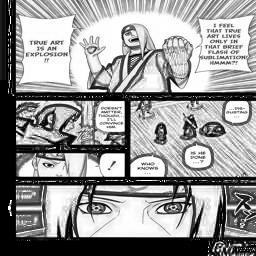 I FEEL
THAT TRUE
ART LIVES
ONLY IN
THAT BRIEF
FLASH OF
SUBLIMATION!
HMMM?!
TRUE ART
IS AN
EXPLOSION
!!
DOESN'T
MATTER,
THOUGH.
I'LL
CONVINCE
HIM
!
...DIS-
GUSTING
IS HE
DONE
...?
WHO
KNOWS